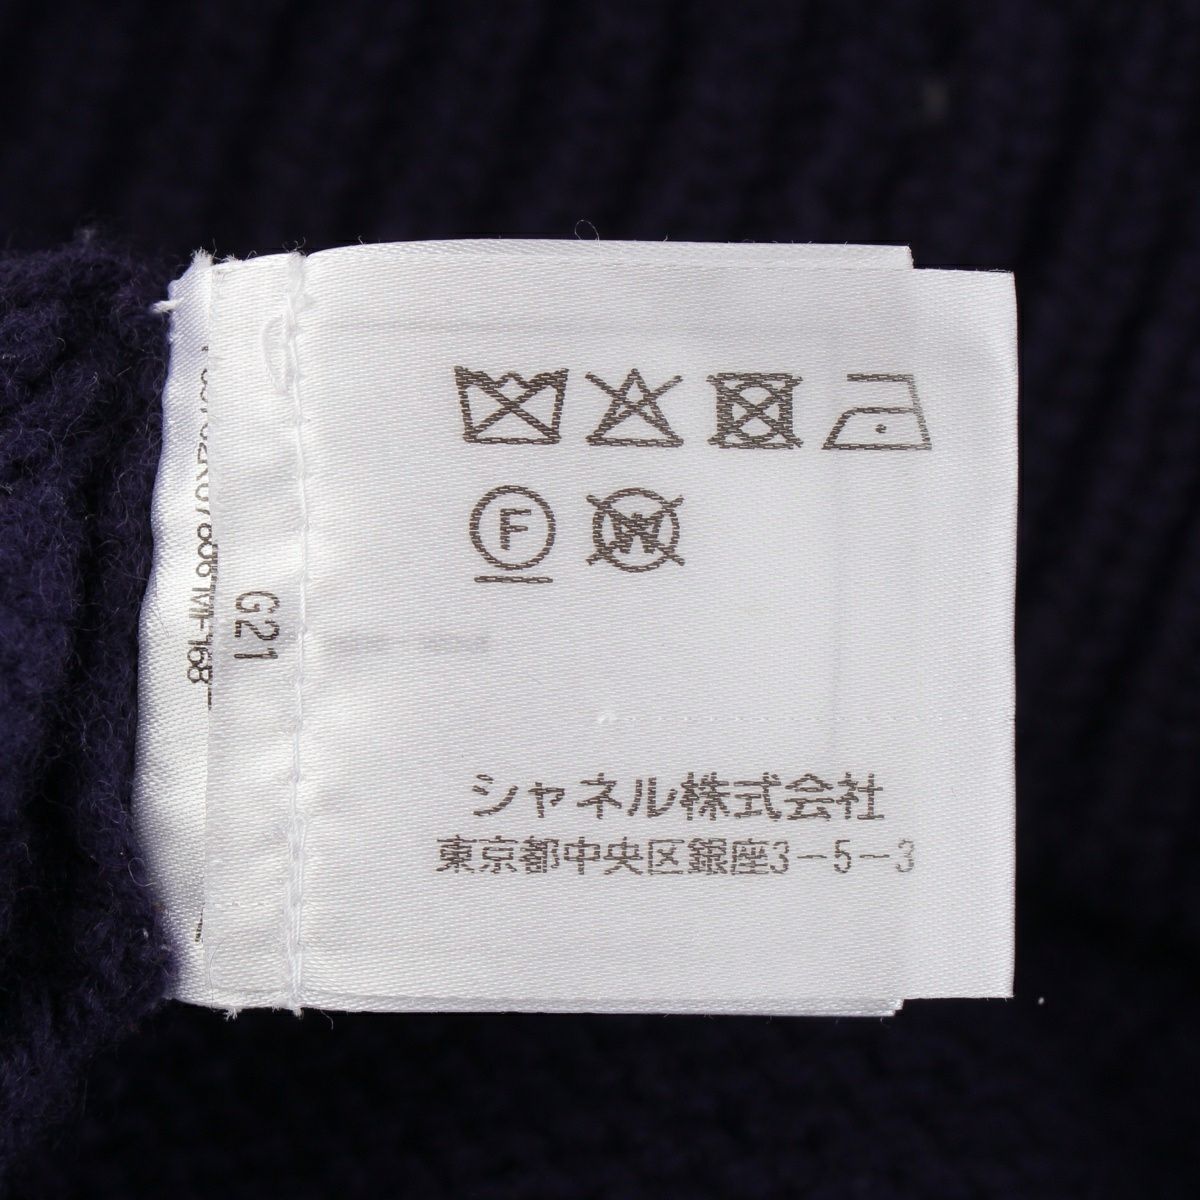 F W
シャネル株式会社
東京都中央区銀座3-5-3
G21